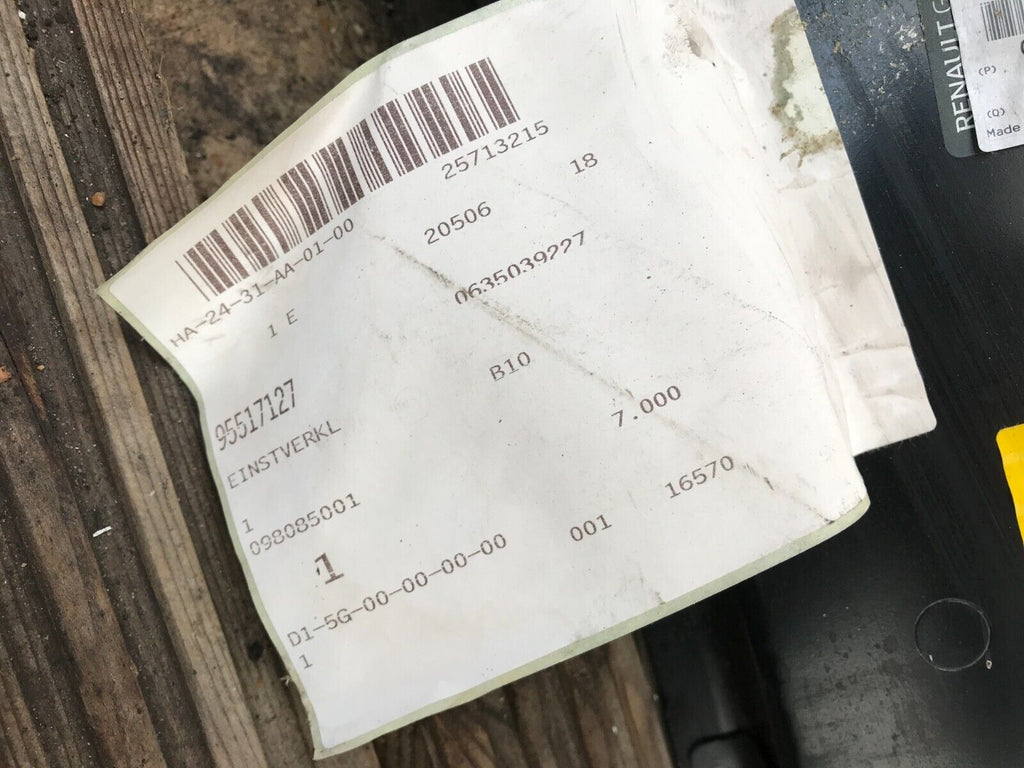 25713215
HA-24-31-AA-01-00
20506
18
1 E
0635039227
95517127
EINSTVERKL
B10
1
7.000
098085001
1
16570
D1-5G-00-00-00-00
001
1
RENAULT
(P)
(Q)
Made